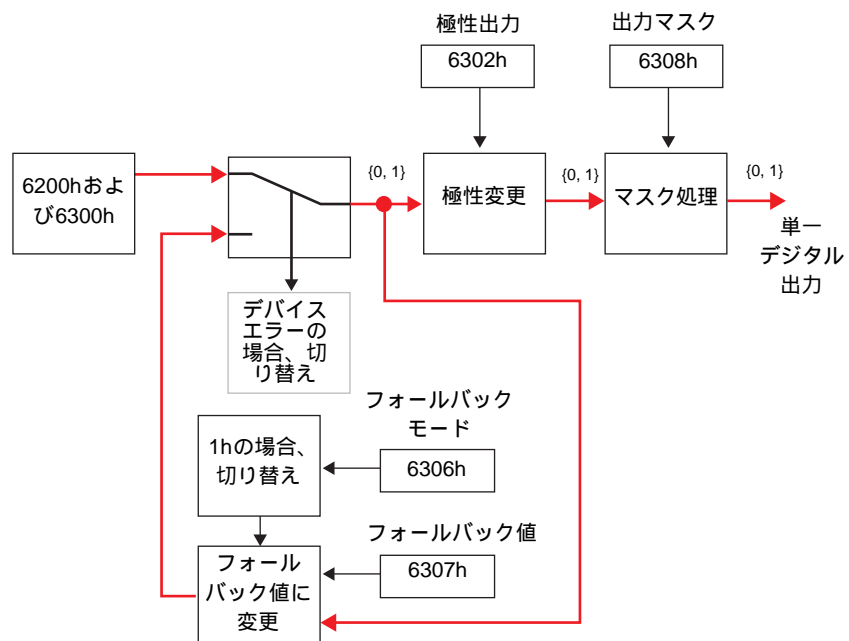 極性出力
6302h
出力マスク
6308h
6200hおよ
び6300h
{0, 1}
極性変更
{0, 1}
マスク処理
{0, 1}
単一
デジタル
出力
デバイス
エラーの
場合、切
り替え
フォールバック
モード
1hの場合、
切り替え
6306h
フォールバック値
6307h
フォール
バック値に
変更